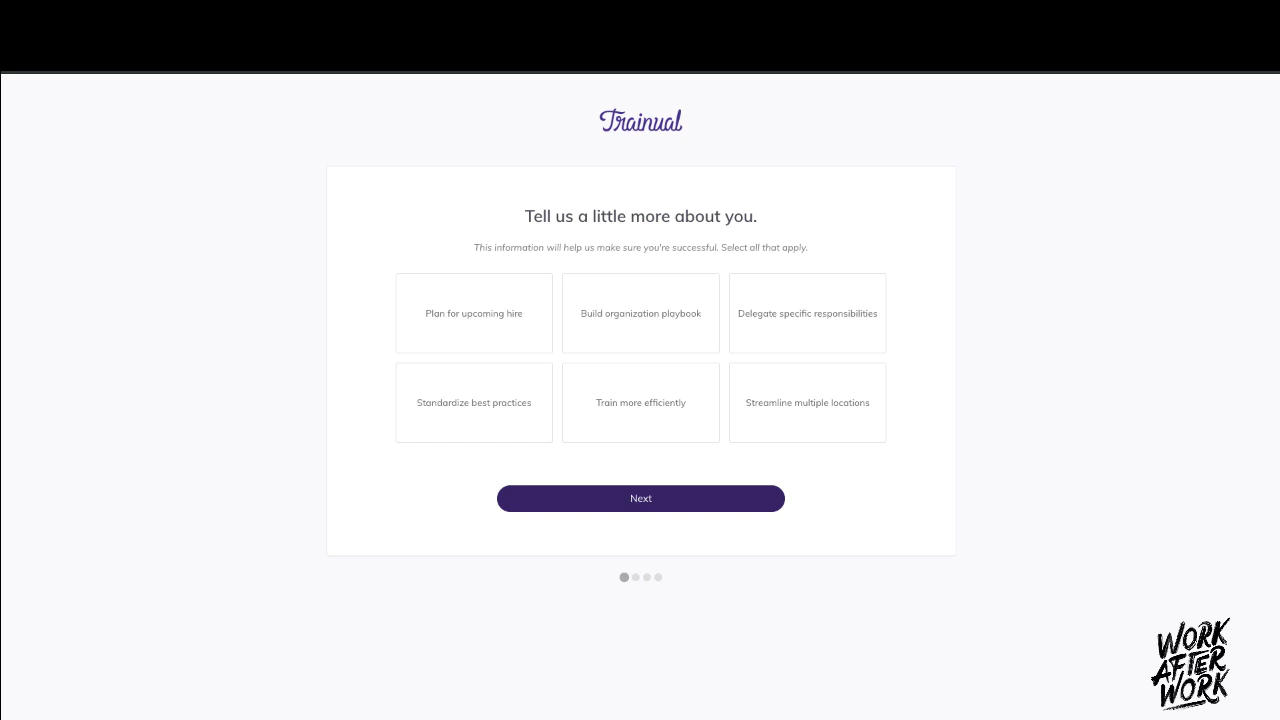 Trainual
Tell us a little more about you.
This information will help us make sure you're successful. Select all that apply.
Plan for upcoming hire
Build organization playbook
Delegate specific responsibilities
Standardize best practices
Train more efficiently
Streamline multiple locations
Next
WORK
AFTER
WORK